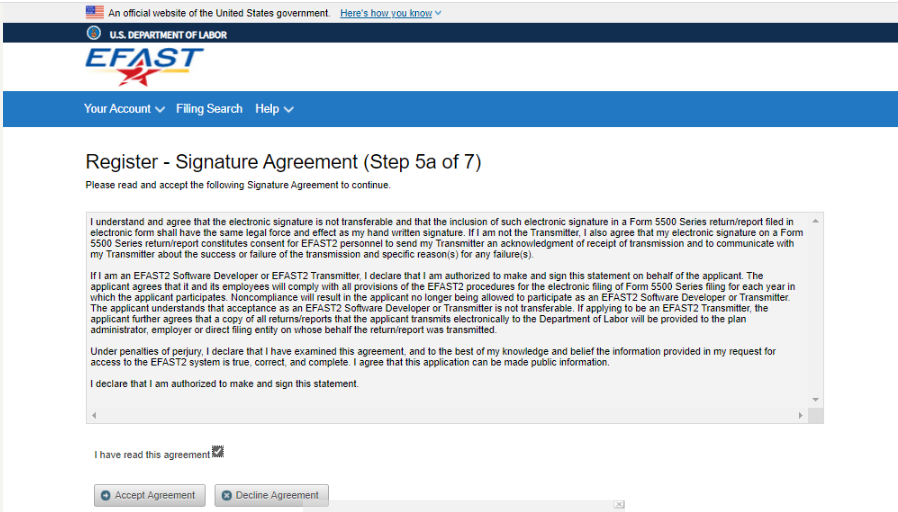 An official website of the United States government. Here's how you know
U.S. DEPARTMENT OF LABOR
EFAST
Your Account Filing Search Help
Register - Signature Agreement (Step 5a of 7)
Please read and accept the following Signature Agreement to continue.
I understand and agree that the electronic signature is not transferable and that the inclusion of such electronic signature in a Form 5500 Series return/report filed in
electronic form shall have the same legal force and effect as my hand written signature. If I am not the Transmitter, I also agree that my electronic signature on a Form
5500 Series return/report constitutes consent for EFAST2 personnel to send my Transmitter an acknowledgment of receipt of transmission and to communicate with
my Transmitter about the success or failure of the transmission and specific reason(s) for any failure(s).
If I am an EFAST2 Software Developer or EFAST2 Transmitter, I declare that I am authorized to make and sign this statement on behalf of the applicant. The
applicant agrees that it and its employees will comply with all provisions of the EFAST2 procedures for the electronic filing of Form 5500 Series filing for each year in
which the applicant participates. Noncompliance will result in the applicant no longer being allowed to participate as an EFAST2 Software Developer or Transmitter.
The applicant understands that acceptance as an EFAST2 Software Developer or Transmitter is not transferable. If applying to be an EFAST2 Transmitter, the
applicant further agrees that a copy of all returns/reports that the applicant transmits electronically to the Department of Labor will be provided to the plan
administrator, employer or direct filing entity on whose behalf the return/report was transmitted.
Under penalties of perjury, I declare that I have examined this agreement, and to the best of my knowledge and belief the information provided in my request for
access to the EFAST2 system is true, correct, and complete. I agree that this application can be made public information.
I declare that I am authorized to make and sign this statement.
I have read this agreement
Accept Agreement Decline Agreement